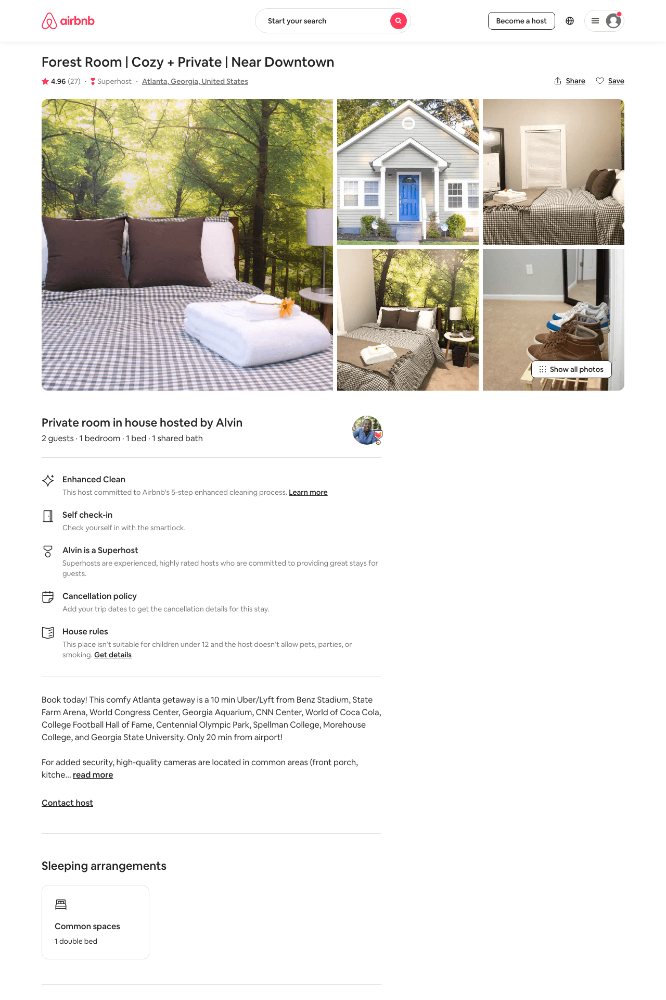 airbnb
Start your search
Become a host
Forest Room | Cozy + Private | Near Downtown
4.96 (27) · Superhost · Atlanta, Georgia, United States
Share
Save
Show all photos
Private room in house hosted by Alvin
2 guests · 1 bedroom · 1 bed · 1 shared bath
Enhanced Clean
This host committed to Airbnb's 5-step enhanced cleaning process. Learn more
Self check-in
Check yourself in with the smartlock.
Alvin is a Superhost
Superhosts are experienced, highly rated hosts who are committed to providing great stays for
guests.
Cancellation policy
Add your trip dates to get the cancellation details for this stay.
House rules
This place isn’t suitable for children under 12 and the host doesn’t allow pets, parties, or
smoking. Get details
Book today! This comfy Atlanta getaway is a 10 min Uber/Lyft from Benz Stadium, State
Farm Arena, World Congress Center, Georgia Aquarium, CNN Center, World of Coca Cola,
College Football Hall of Fame, Centennial Olympic Park, Spellman College, Morehouse
College, and Georgia State University. Only 20 min from airport!
For added security, high-quality cameras are located in common areas (front porch,
kitche... read more
Contact host
Sleeping arrangements
Common spaces
1 double bed